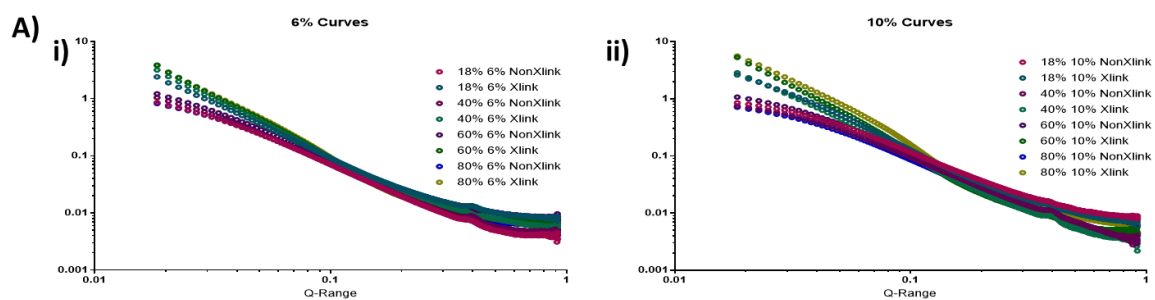 A)
i)
6% Curves
10
1
0.1
0.01
0.001
0.01
0.1
1
Q-Range
18% 6% NonXlink
18% 6% Xlink
40% 6% NonXlink
40% 6% Xlink
60% 6% NonXlink
60% 6% Xlink
80% 6% NonXlink
80% 6% Xlink
ii)
10% Curves
10
1
0.1
0.01
0.001
0.01
0.1
1
Q-Range
18% 10% NonXlink
18% 10% Xlink
40% 10% NonXlink
40% 10% Xlink
60% 10% NonXlink
60% 10% Xlink
80% 10% NonXlink
80% 10% Xlink